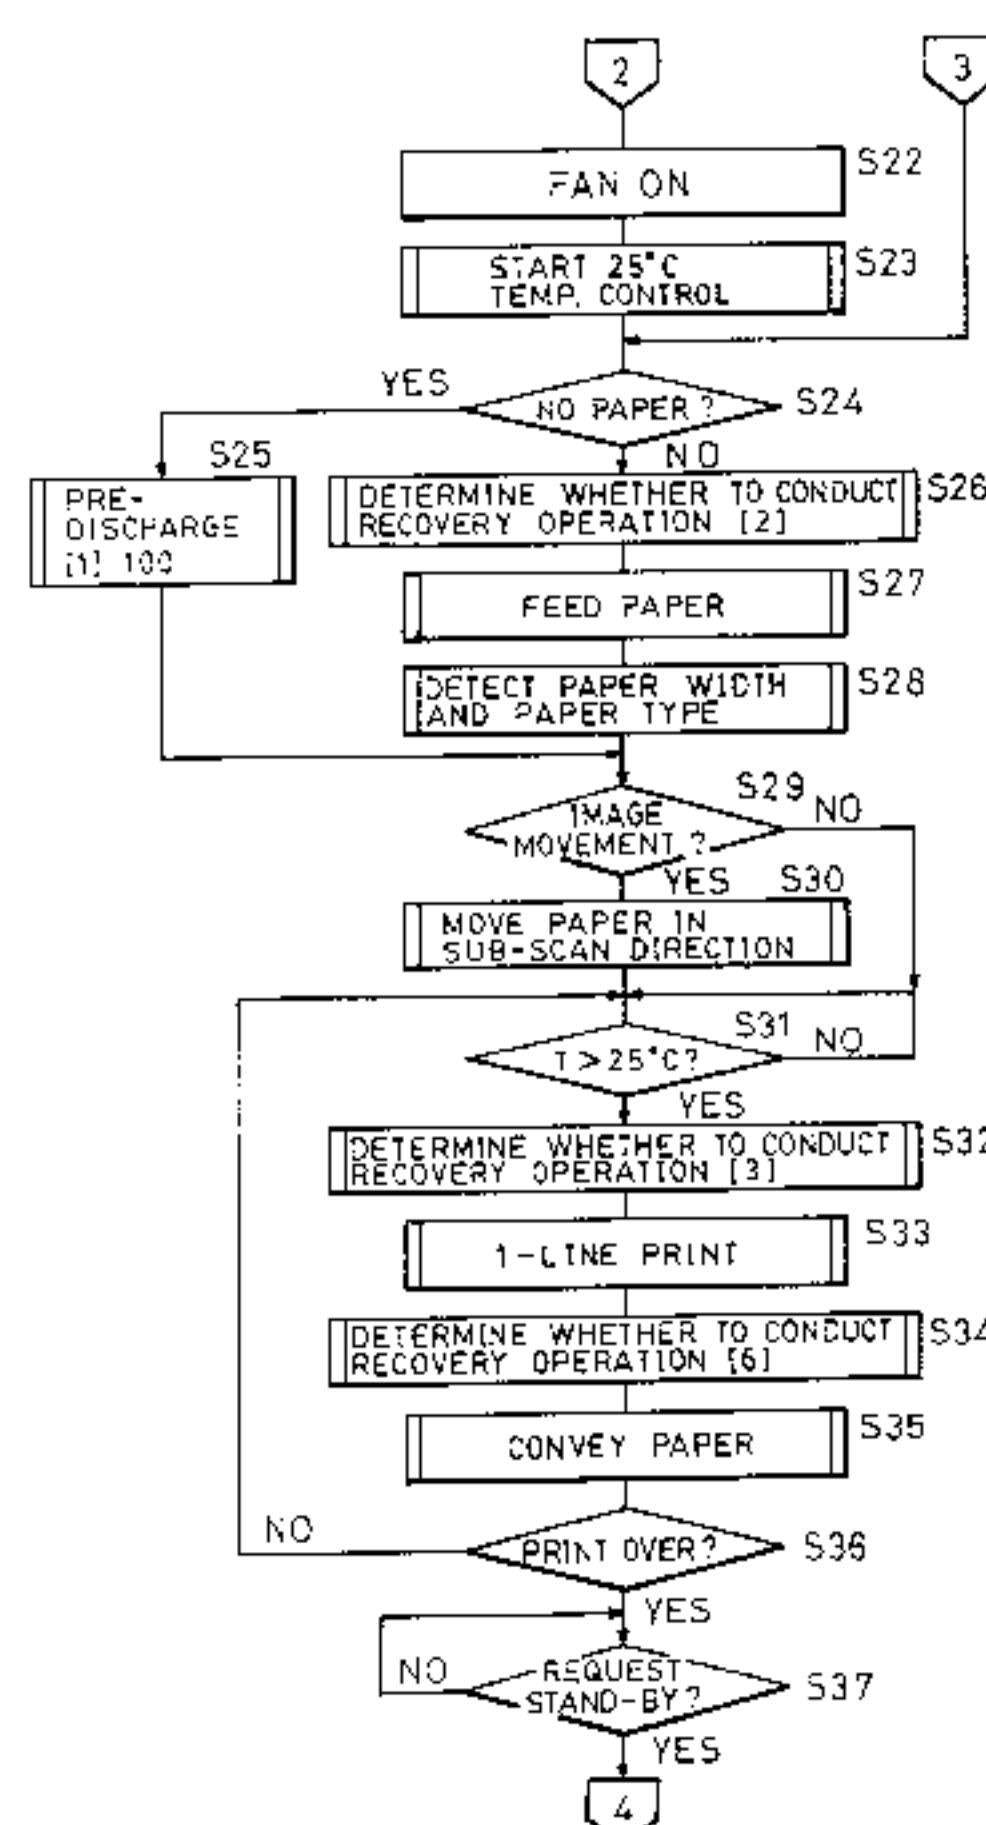 2
3
FAN ON
S22
START 25°C
TEMP. CONTROL
S23
YES
NO PAPER?
S24
NO
S25
PRE-
DISCHARGE
[1] 100
DETERMINE WHETHER TO CONDUCT
RECOVERY OPERATION [2]
S26
FEED PAPER
S27
DETECT PAPER WIDTH
AND PAPER TYPE
S28
S29
IMAGE
MOVEMENT ?
NO
YES
S30
MOVE PAPER IN
SUB-SCAN DIRECTION
S31
T > 25°C?
NO
YES
DETERMINE WHETHER TO CONDUCT
RECOVERY OPERATION [3]
S32
1-LINE PRINT
S33
DETERMINE WHETHER TO CONDUCT
RECOVERY OPERATION [6]
S34
CONVEY PAPER
S35
NO
PRINT OVER?
S36
YES
NO
REQUEST
STAND-BY?
S37
YES
4